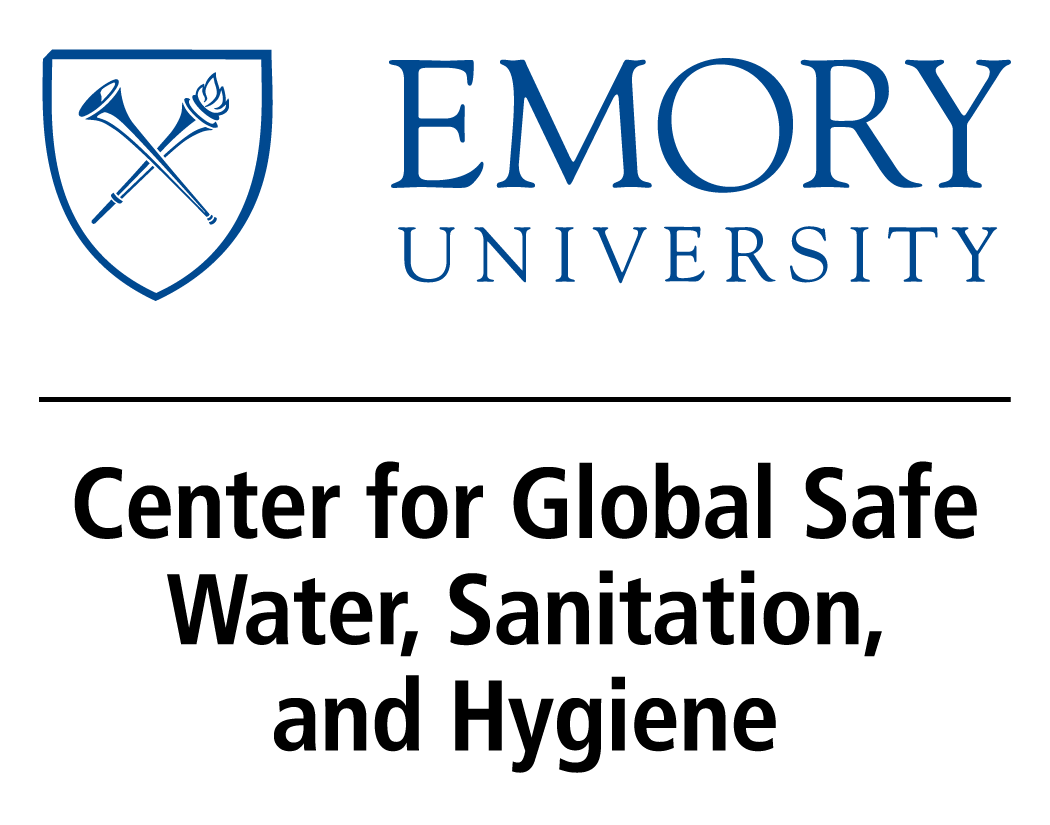 EMORY
UNIVERSITY
Center for Global Safe
Water, Sanitation,
and Hygiene